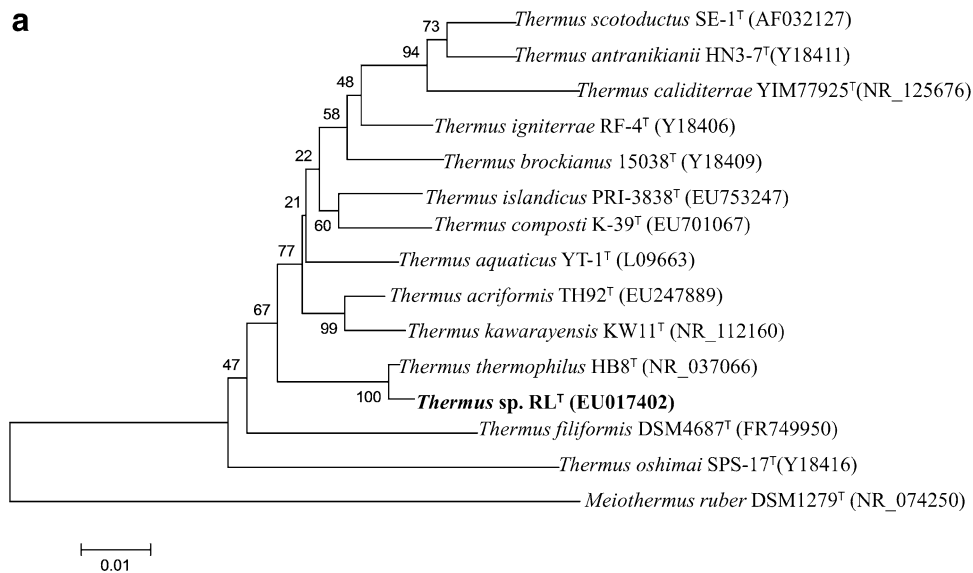 a
Thermus scotoductus SE-1ᵀ (AF032127)
73
Thermus antranikianii HN3-7ᵀ(Y18411)
94
Thermus caliditerrae YIM77925ᵀ(NR_125676)
48
Thermus igniterrae RF-4ᵀ (Y18406)
58
Thermus brockianus 15038ᵀ (Y18409)
22
Thermus islandicus PRI-3838ᵀ (EU753247)
21
60
Thermus composti K-39ᵀ (EU701067)
77
Thermus aquaticus YT-1ᵀ (L09663)
Thermus acriformis TH92ᵀ (EU247889)
67
99
Thermus kawarayensis KW11ᵀ (NR_112160)
47
Thermus thermophilus HB8ᵀ (NR_037066)
100
Thermus sp. RLᵀ (EU017402)
Thermus filiformis DSM4687ᵀ (FR749950)
Thermus oshimai SPS-17ᵀ(Y18416)
Meiothermus ruber DSM1279ᵀ (NR_074250)
0.01